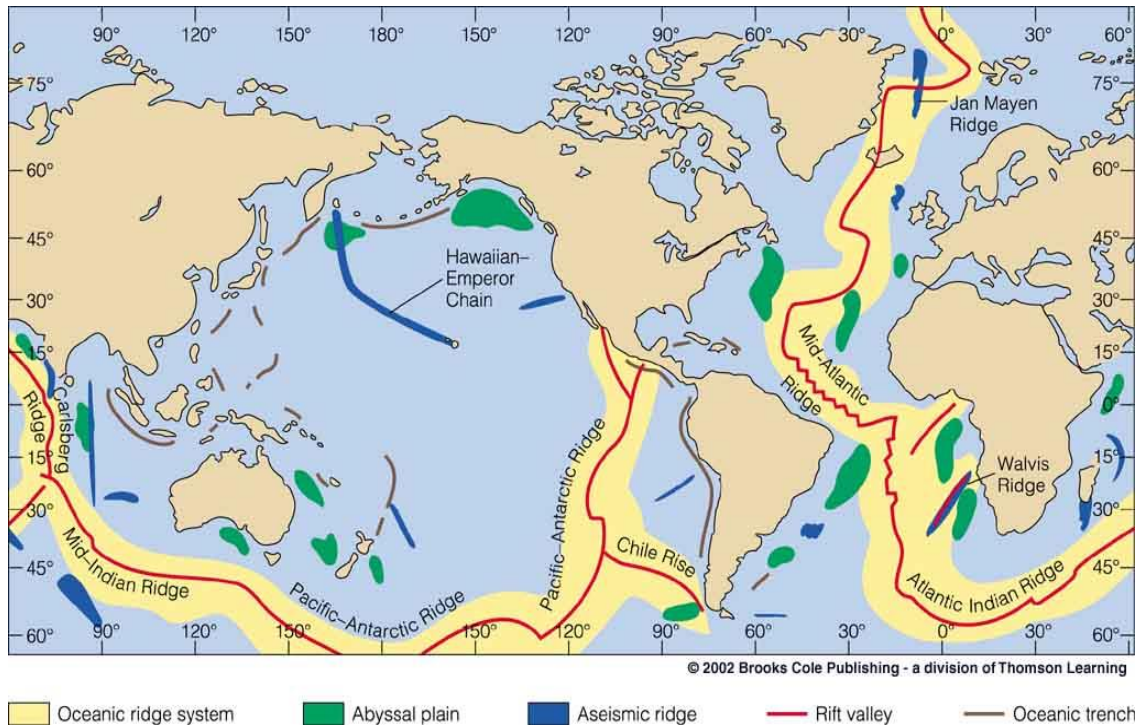 90° 120° 150° 180° 150° 120° 90° 60° 30° 0° 30° 60°
75° 75°
Jan Mayen
Ridge
60° 60°
45° 45°
Hawaiian–
Emperor
Chain
30° 30°
15° 15°
Mid-Atlantic
Ridge
Carlsberg
Ridge
0° 0°
15° 15°
Walvis
Ridge
30° 30°
Pacific–Antarctic Ridge
Chile Rise
Mid–Indian Ridge
45° 45°
Pacific–Antarctic Ridge
Atlantic Indian Ridge
60° 60°
90° 120° 150° 180° 150° 120° 90° 60° 30° 0° 30°
© 2002 Brooks Cole Publishing - a division of Thomson Learning
Oceanic ridge system Abyssal plain Aseismic ridge Rift valley Oceanic trench